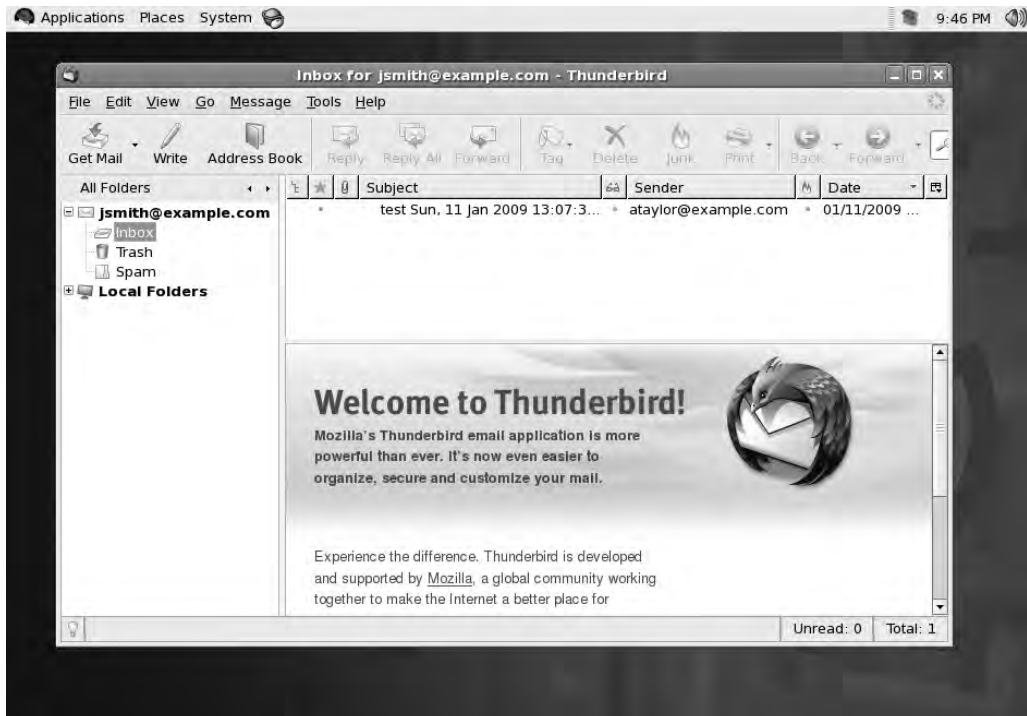 Applications Places System 9:46 PM
Inbox for jsmith@example.com - Thunderbird
File Edit View Go Message Tools Help
Get Mail Write Address Book Reply Reply All Forward Tag Delete Junk Print Back Forward
All Folders Subject Sender Date
jsmith@example.com test Sun, 11 Jan 2009 13:07:3... ataylor@example.com 01/11/2009 ...
Inbox
Trash
Spam
Local Folders
Welcome to Thunderbird!
Mozilla's Thunderbird email application is more
powerful than ever. It's now even easier to
organize, secure and customize your mail.
Experience the difference. Thunderbird is developed
and supported by Mozilla, a global community working
together to make the Internet a better place for
Unread: 0 Total: 1